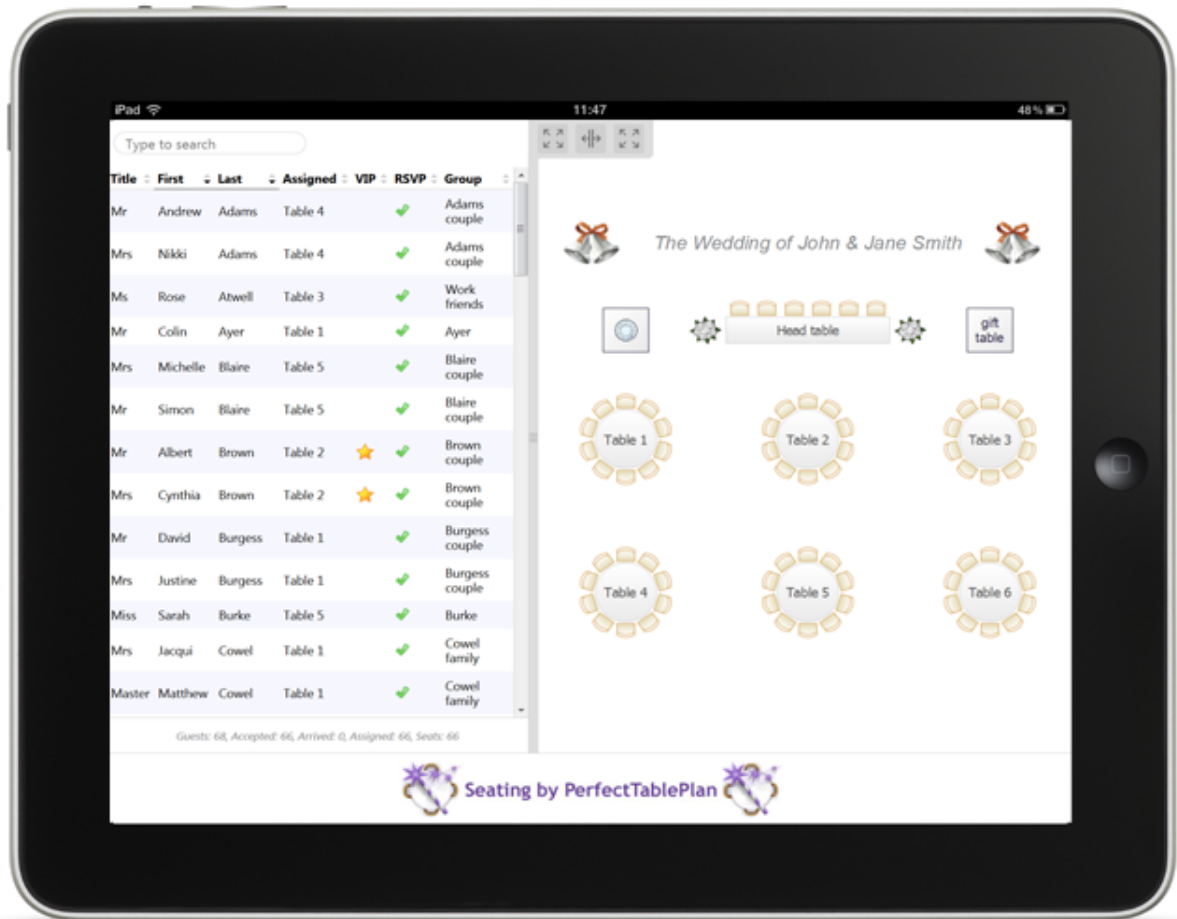 iPad 11:47 48%
Type to search
Title First Last Assigned VIP RSVP Group
Mr Andrew Adams Table 4 Adams couple
Mrs Nikki Adams Table 4 Adams couple
Ms Rose Atwell Table 3 Work friends
Mr Colin Ayer Table 1 Ayer
Mrs Michelle Blaire Table 5 Blaire couple
Mr Simon Blaire Table 5 Blaire couple
Mr Albert Brown Table 2 Brown couple
Mrs Cynthia Brown Table 2 Brown couple
Mr David Burgess Table 1 Burgess couple
Mrs Justine Burgess Table 1 Burgess couple
Miss Sarah Burke Table 5 Burke
Mrs Jacqui Cowel Table 1 Cowel family
Master Matthew Cowel Table 1 Cowel family
Guests: 68, Accepted: 66, Arrived: 0, Assigned: 66, Seats: 66
The Wedding of John & Jane Smith
Head table
gift
table
Table 1 Table 2 Table 3
Table 4 Table 5 Table 6
Seating by PerfectTablePlan